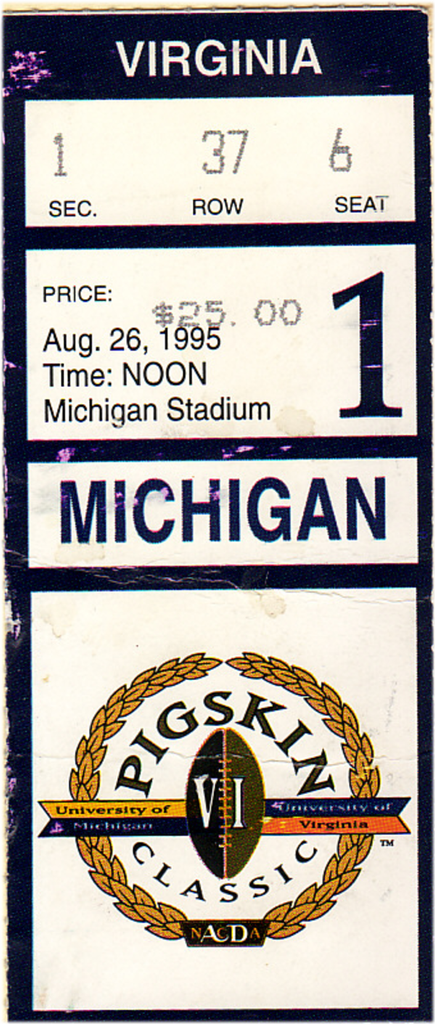 VIRGINIA
1 37 6
SEC. ROW SEAT
PRICE: $25.00
1
Aug. 26, 1995
Time: NOON
Michigan Stadium
MICHIGAN
PIGSKIN
VI
University of
Michigan
University of
Virginia
TM
CLASSIC
NACDA